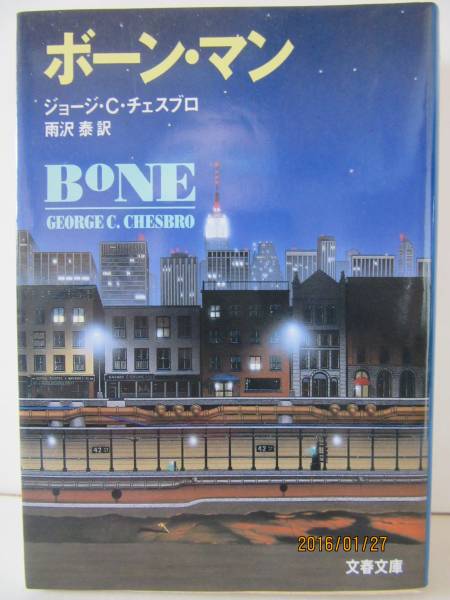 ボーン・マン
ジョージ・C・チェスブロ
雨沢 泰 訳
BONE
GEORGE C. CHESBRO
42
42
2016/01/27
文春文庫